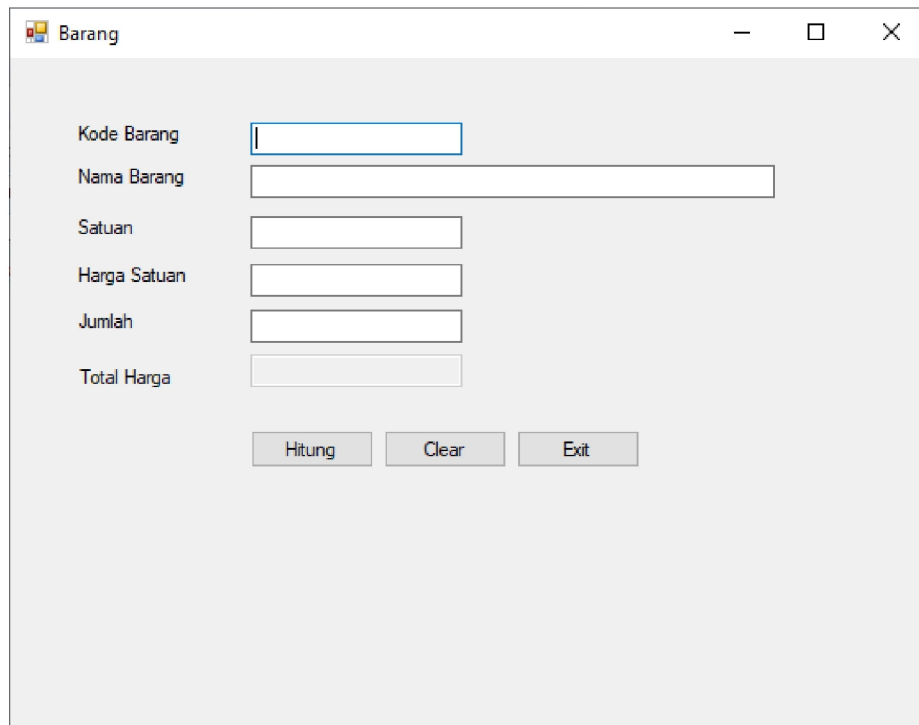 Barang
Kode Barang
Nama Barang
Satuan
Harga Satuan
Jumlah
Total Harga
Hitung Clear Exit